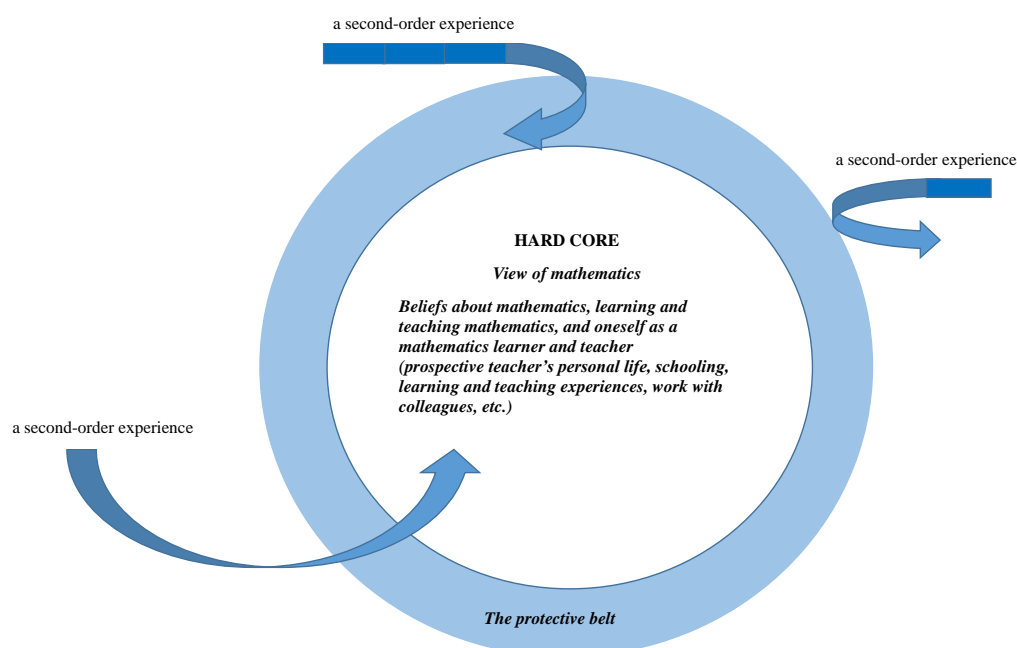 a second-order experience
a second-order experience
HARD CORE
View of mathematics
Beliefs about mathematics, learning and
teaching mathematics, and oneself as a
mathematics learner and teacher
(prospective teacher's personal life, schooling,
learning and teaching experiences, work with
colleagues, etc.)
a second-order experience
The protective belt